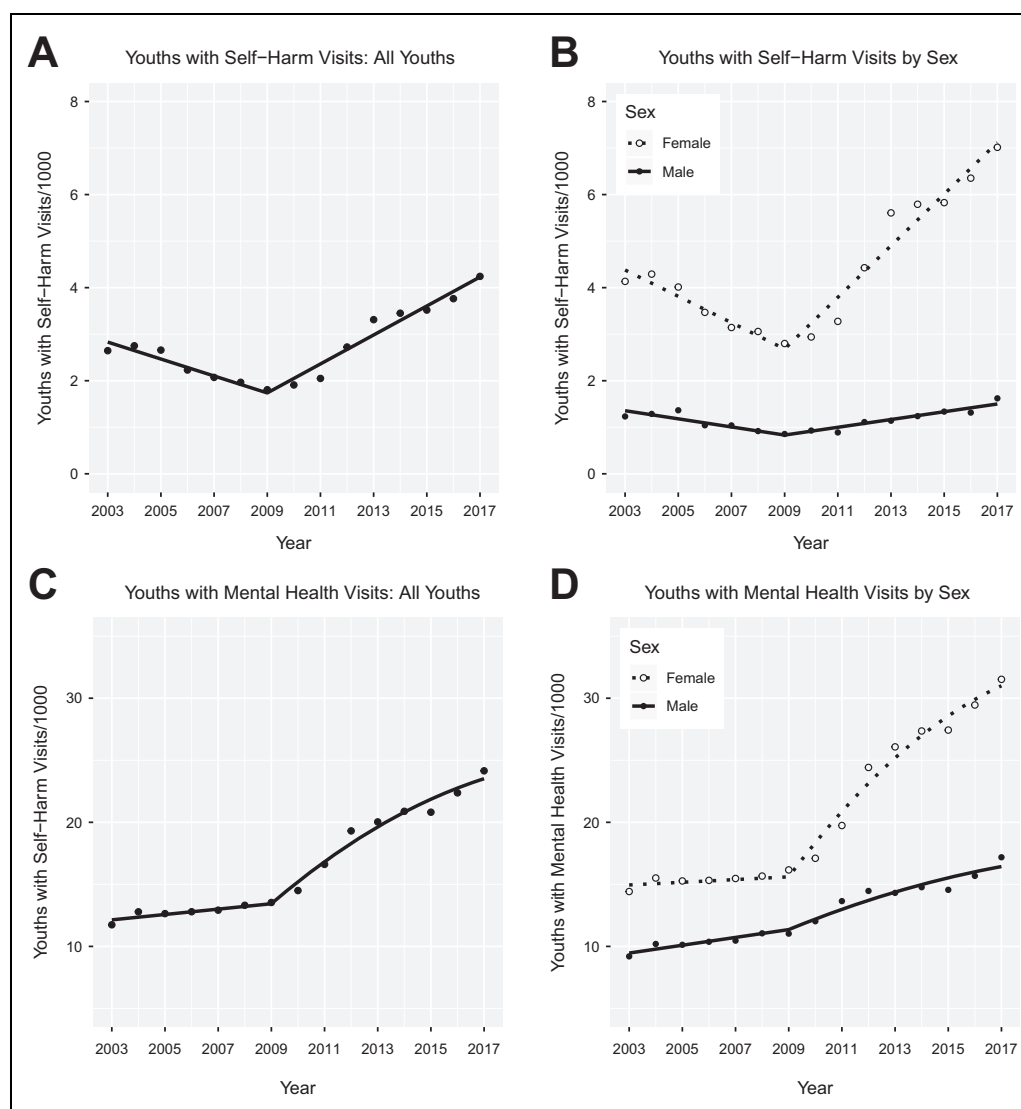 A
Youths with Self−Harm Visits: All Youths
8
6
4
2
0
Youths with Self−Harm Visits/1000
2003 2005 2007 2009 2011 2013 2015 2017
Year
B
Youths with Self−Harm Visits by Sex
Sex
Female
Male
8
6
4
2
0
Youths with Self−Harm Visits/1000
2003 2005 2007 2009 2011 2013 2015 2017
Year
C
Youths with Mental Health Visits: All Youths
30
20
10
Youths with Self−Harm Visits/1000
2003 2005 2007 2009 2011 2013 2015 2017
Year
D
Youths with Mental Health Visits by Sex
Sex
Female
Male
30
20
10
Youths with Mental Health Visits/1000
2003 2005 2007 2009 2011 2013 2015 2017
Year